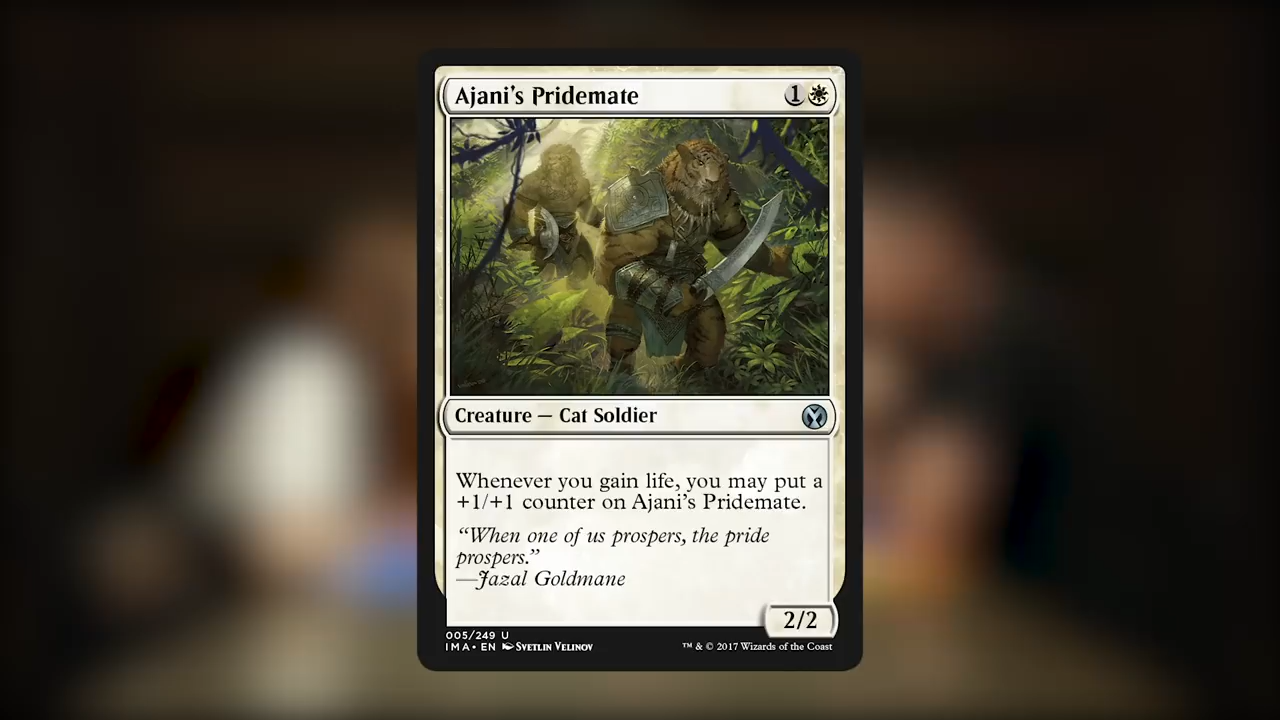 Ajani's Pridemate 1
Creature — Cat Soldier
Whenever you gain life, you may put a
+1/+1 counter on Ajani's Pridemate.
“When one of us prospers, the pride
prospers.”
—Jazal Goldmane
2/2
005/249 U
IMA • EN Svetlin Velinov
™ & © 2017 Wizards of the Coast